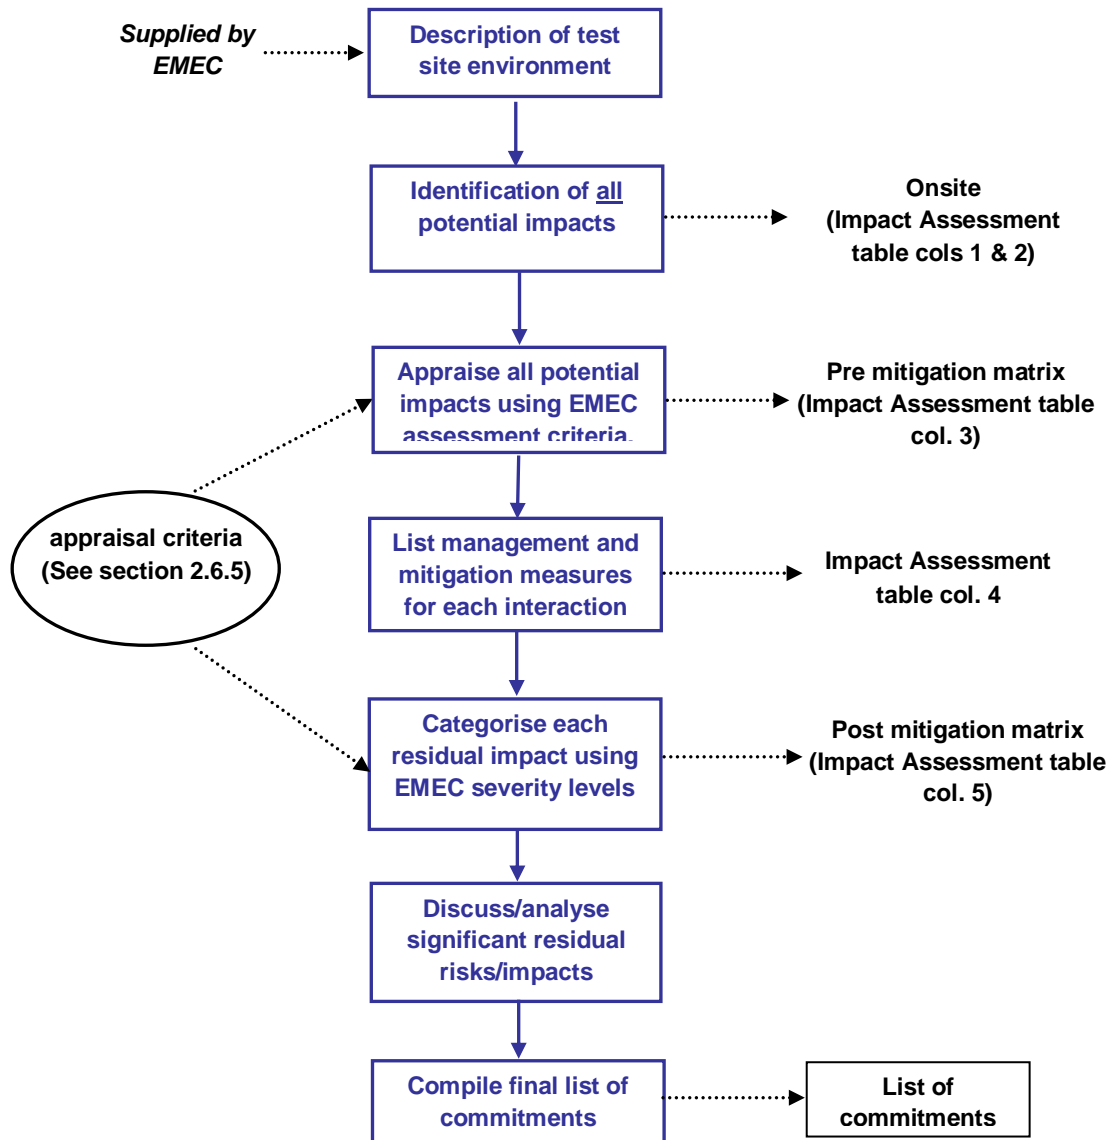 Supplied by
EMEC
Description of test
site environment
Identification of all
potential impacts
Onsite
(Impact Assessment
table cols 1 & 2)
Appraise all potential
impacts using EMEC
assessment criteria.
Pre mitigation matrix
(Impact Assessment table
col. 3)
appraisal criteria
(See section 2.6.5)
List management and
mitigation measures
for each interaction
Impact Assessment
table col. 4
Categorise each
residual impact using
EMEC severity levels
Post mitigation matrix
(Impact Assessment table
col. 5)
Discuss/analyse
significant residual
risks/impacts
Compile final list of
commitments
List of
commitments